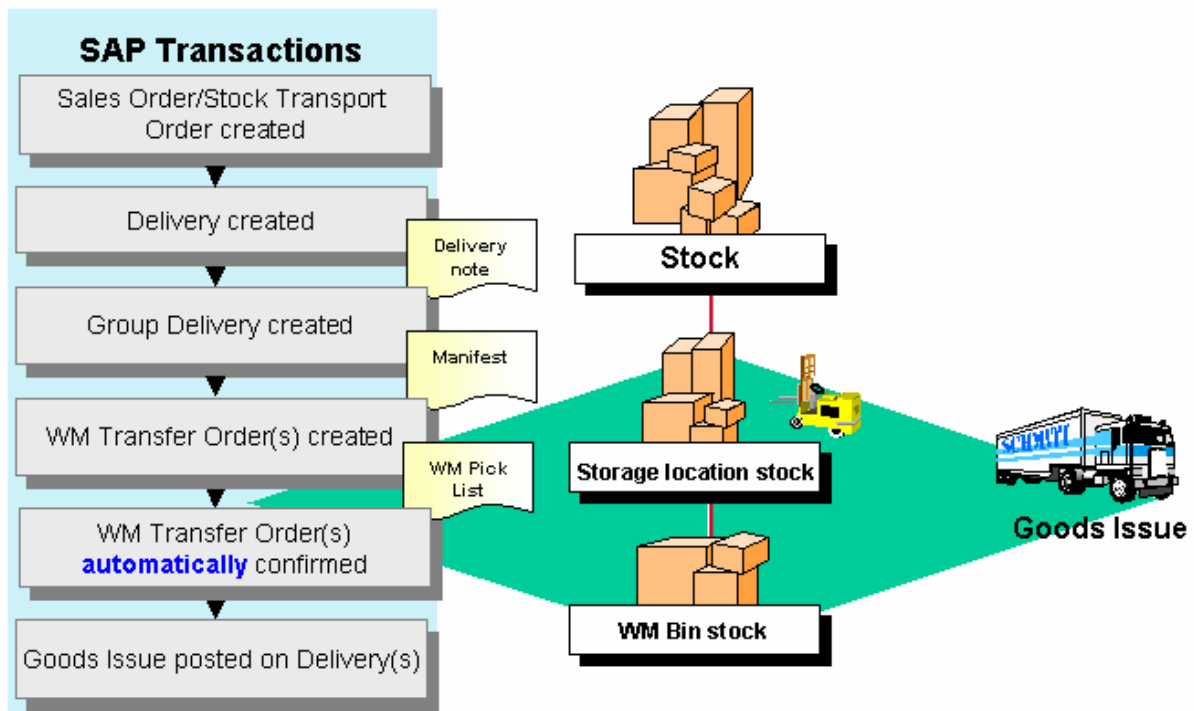 SAP Transactions
Sales Order/Stock Transport
Order created
Delivery created
Delivery
note
Group Delivery created
Manifest
WM Transfer Order(s) created
WM Pick
List
WM Transfer Order(s)
automatically confirmed
Goods Issue posted on Delivery(s)
Stock
Storage location stock
WM Bin stock
SCHMITT
Goods Issue